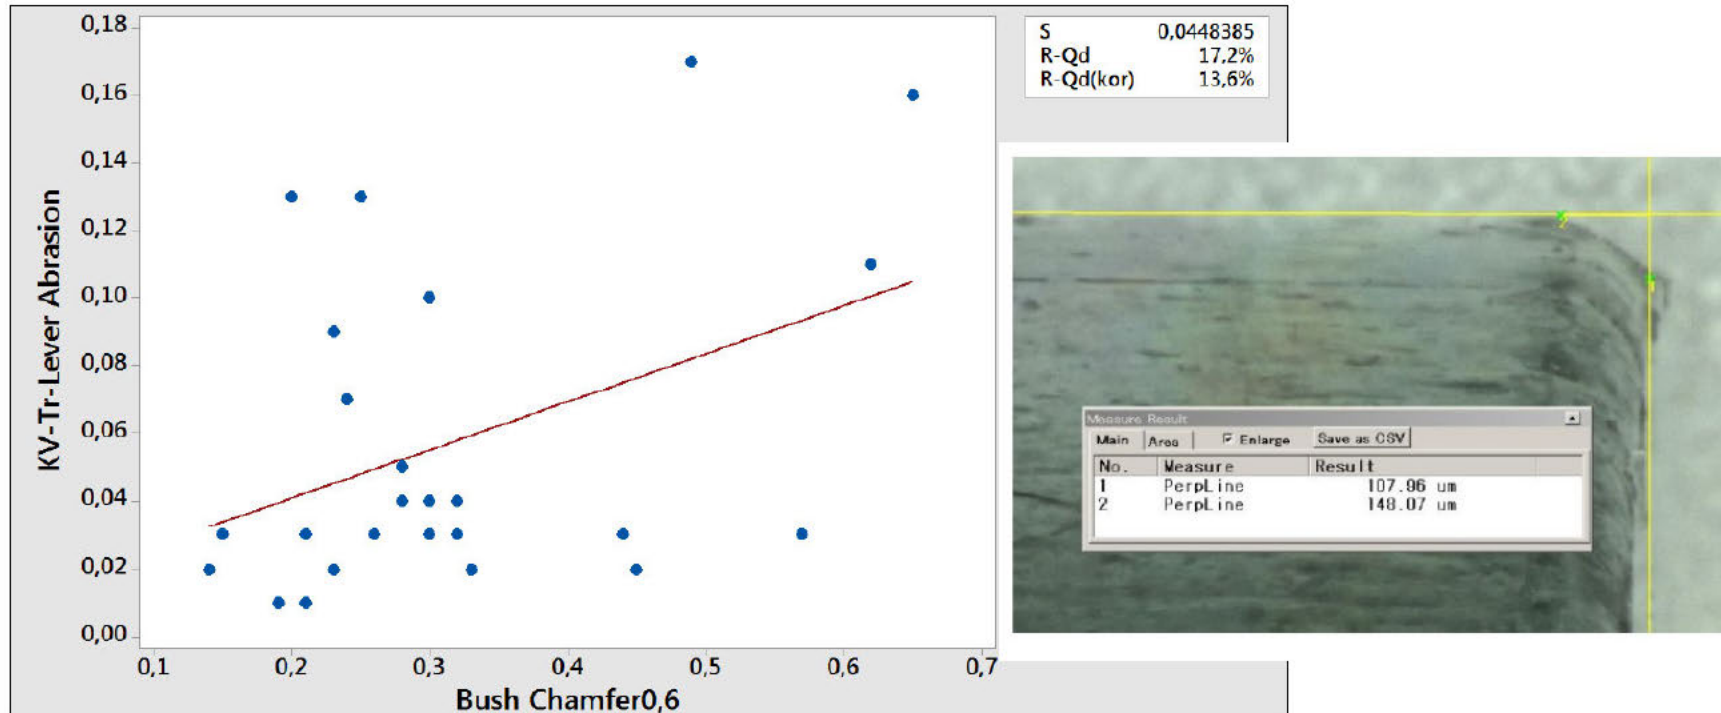 0,18
0,16
0,14
0,12
0,10
0,08
0,06
0,04
0,02
0,00
KV-Tr-Lever Abrasion
0,1 0,2 0,3 0,4 0,5 0,6 0,7
Bush Chamfer0,6
S 0,0448385
R-Qd 17,2%
R-Qd(kor) 13,6%
2
1
Measure Result
Main Area Enlarge Save as CSV
No. Measure Result
1 PerpLine 107.96 um
2 PerpLine 148.07 um